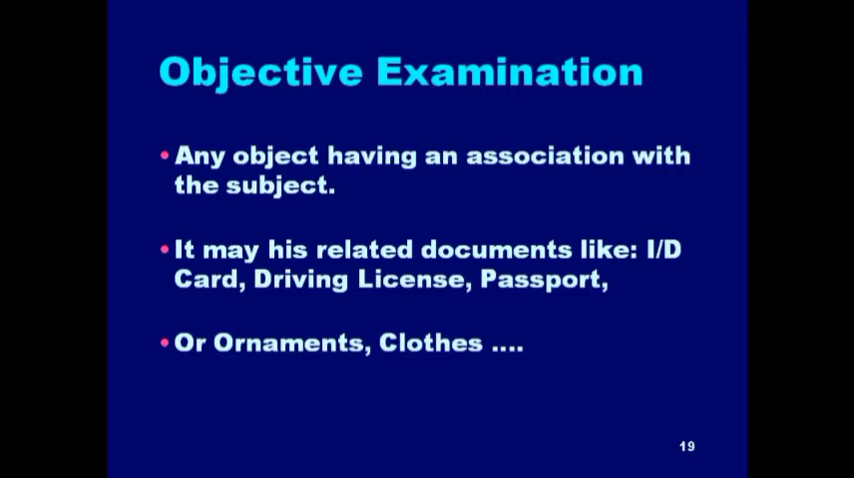 Objective Examination
• Any object having an association with
the subject.
• It may his related documents like: I/D
Card, Driving License, Passport,
• Or Ornaments, Clothes ....
19